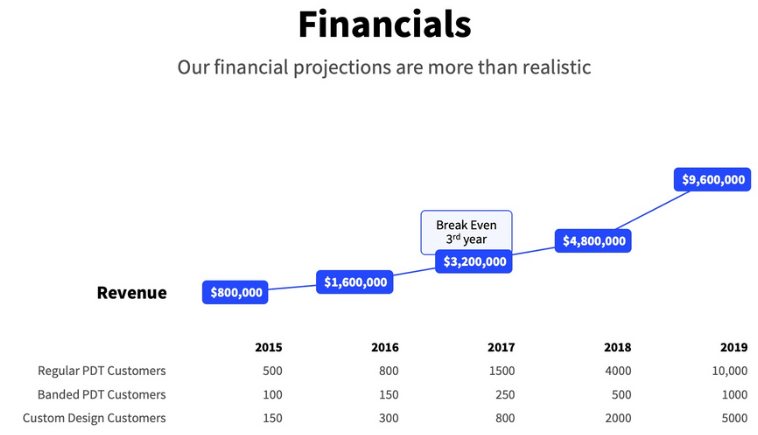 Financials
Our financial projections are more than realistic
$9,600,000
Break Even
3rd year
$4,800,000
$3,200,000
$1,600,000
Revenue $800,000
2015 2016 2017 2018 2019
Regular PDT Customers 500 800 1500 4000 10,000
Banded PDT Customers 100 150 250 500 1000
Custom Design Customers 150 300 800 2000 5000